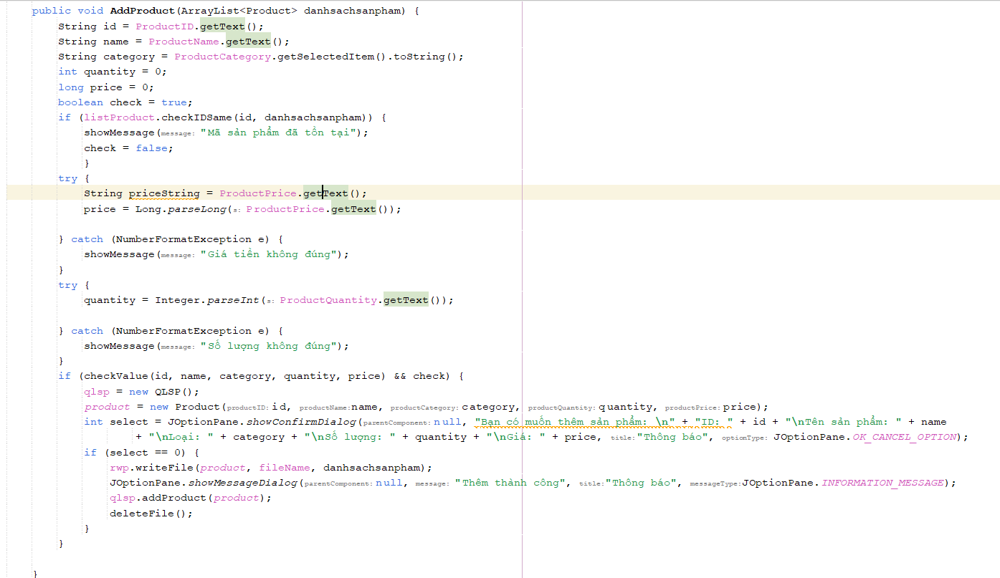 public void AddProduct(ArrayList<Product> danhsachsanpham) {
String id = ProductID.getText();
String name = ProductName.getText();
String category = ProductCategory.getSelectedItem().toString();
int quantity = 0;
long price = 0;
boolean check = true;
if (listProduct.checkIDSame(id, danhsachsanpham)) {
showMessage(message: "Mã sản phẩm đã tồn tại");
check = false;
}
try {
String priceString = ProductPrice.getText();
price = Long.parseLong(s: ProductPrice.getText());
} catch (NumberFormatException e) {
showMessage(message: "Giá tiền không đúng");
}
try {
quantity = Integer.parseInt(s: ProductQuantity.getText());
} catch (NumberFormatException e) {
showMessage(message: "Số lượng không đúng");
}
if (checkValue(id, name, category, quantity, price) && check) {
qlsp = new QLSP();
product = new Product(productID: id, productName: name, productCategory: category, productQuantity: quantity, productPrice: price);
int select = JOptionPane.showConfirmDialog(parentComponent: null, "Bạn có muốn thêm sản phẩm: \n" + "ID: " + id + "\nTên sản phẩm: " + name
+ "\nLoại: " + category + "\nSố lượng: " + quantity + "\nGiá: " + price, title: "Thông báo", optionType: JOptionPane.OK_CANCEL_OPTION);
if (select == 0) {
rwp.writeFile(product, fileName, danhsachsanpham);
JOptionPane.showMessageDialog(parentComponent: null, message: "Thêm thành công", title: "Thông báo", messageType: JOptionPane.INFORMATION_MESSAGE);
qlsp.addProduct(product);
deleteFile();
}
}
}